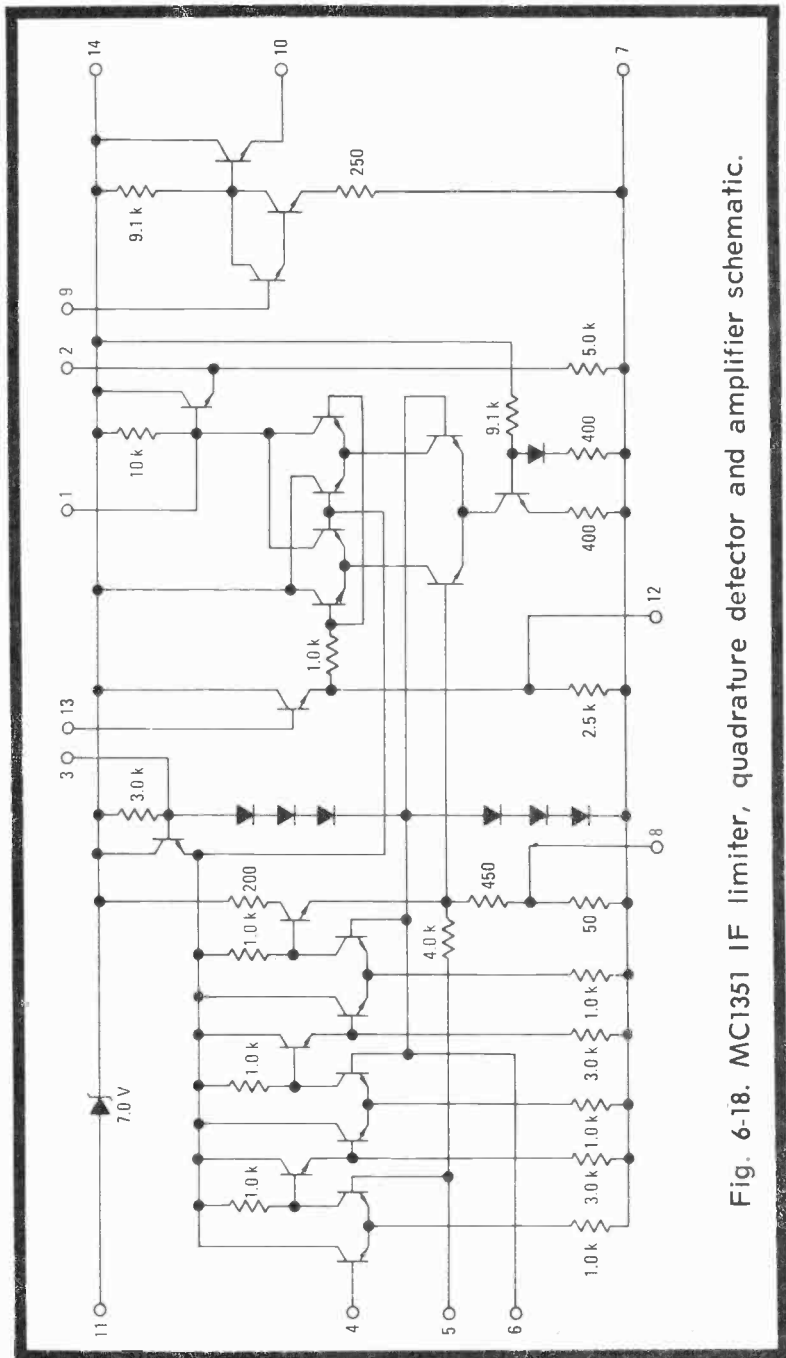 14
10
7
9.1 k
250
9
2
5.0 k
10 k
9.1 k
400
400
1
12
1.0 k
13
2.5 k
3
3.0 k
8
200
1.0 k
450
50
4.0 k
1.0 k
1.0 k
3.0 k
1.0 k
1.0 k
3.0 k
1.0 k
7.0 V
11
4
5
6
Fig. 6-18. MC1351 IF limiter, quadrature detector and amplifier schematic.